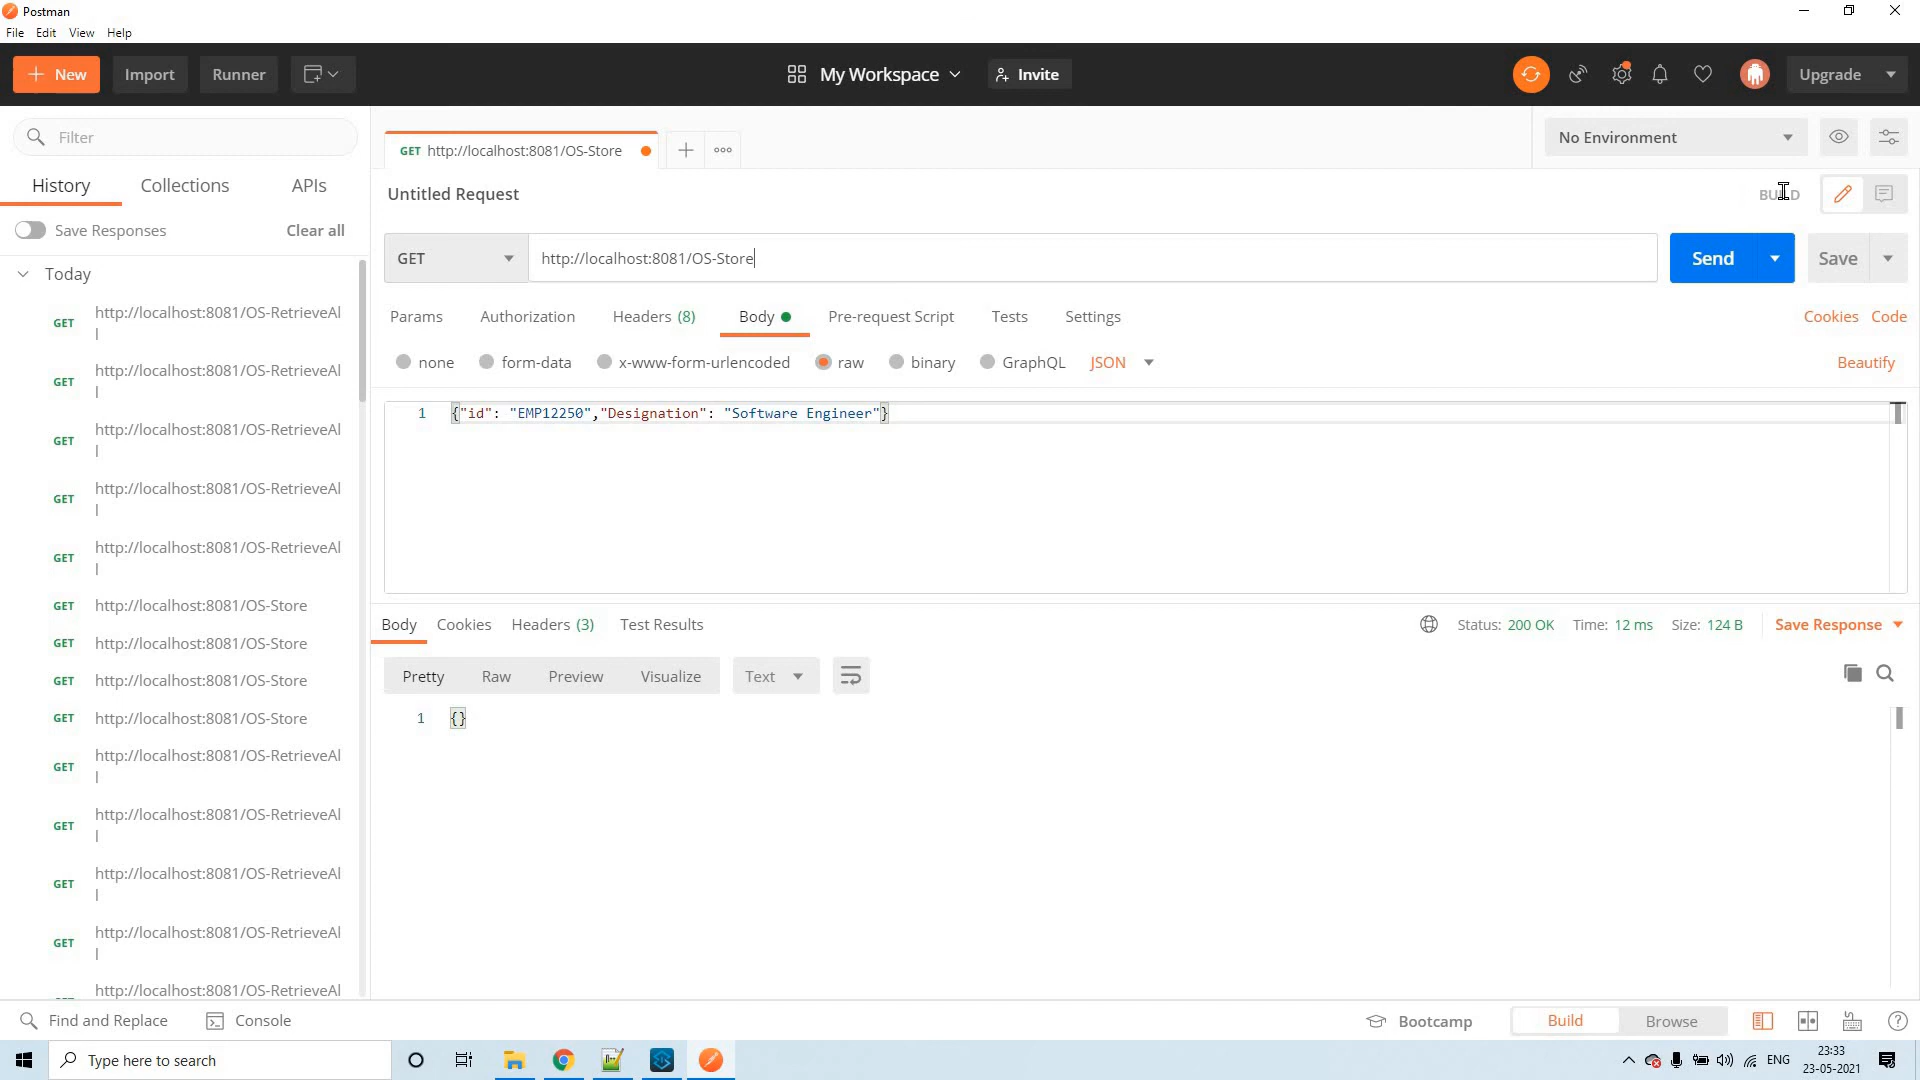 Postman
File Edit View Help
New Import Runner My Workspace Invite Upgrade
Filter
No Environment
GET http://localhost:8081/OS-Store
History Collections APIs
Untitled Request
BUILD
Save Responses Clear all
GET http://localhost:8081/OS-Store Send Save
Today
Params Authorization Headers (8) Body Pre-request Script Tests Settings Cookies Code
none form-data x-www-form-urlencoded raw binary GraphQL JSON Beautify
1 {"id": "EMP12250","Designation": "Software Engineer"}
GET http://localhost:8081/OS-RetrieveAl
l
GET http://localhost:8081/OS-RetrieveAl
l
GET http://localhost:8081/OS-RetrieveAl
l
GET http://localhost:8081/OS-RetrieveAl
l
GET http://localhost:8081/OS-RetrieveAl
l
GET http://localhost:8081/OS-Store
GET http://localhost:8081/OS-Store
GET http://localhost:8081/OS-Store
GET http://localhost:8081/OS-Store
GET http://localhost:8081/OS-RetrieveAl
l
GET http://localhost:8081/OS-RetrieveAl
l
GET http://localhost:8081/OS-RetrieveAl
l
GET http://localhost:8081/OS-RetrieveAl
l
http://localhost:8081/OS-RetrieveAl
Body Cookies Headers (3) Test Results Status: 200 OK Time: 12 ms Size: 124 B Save Response
Pretty Raw Preview Visualize Text
1 {}
Find and Replace Console Bootcamp Build Browse
Type here to search
ENG
23:33
23-05-2021